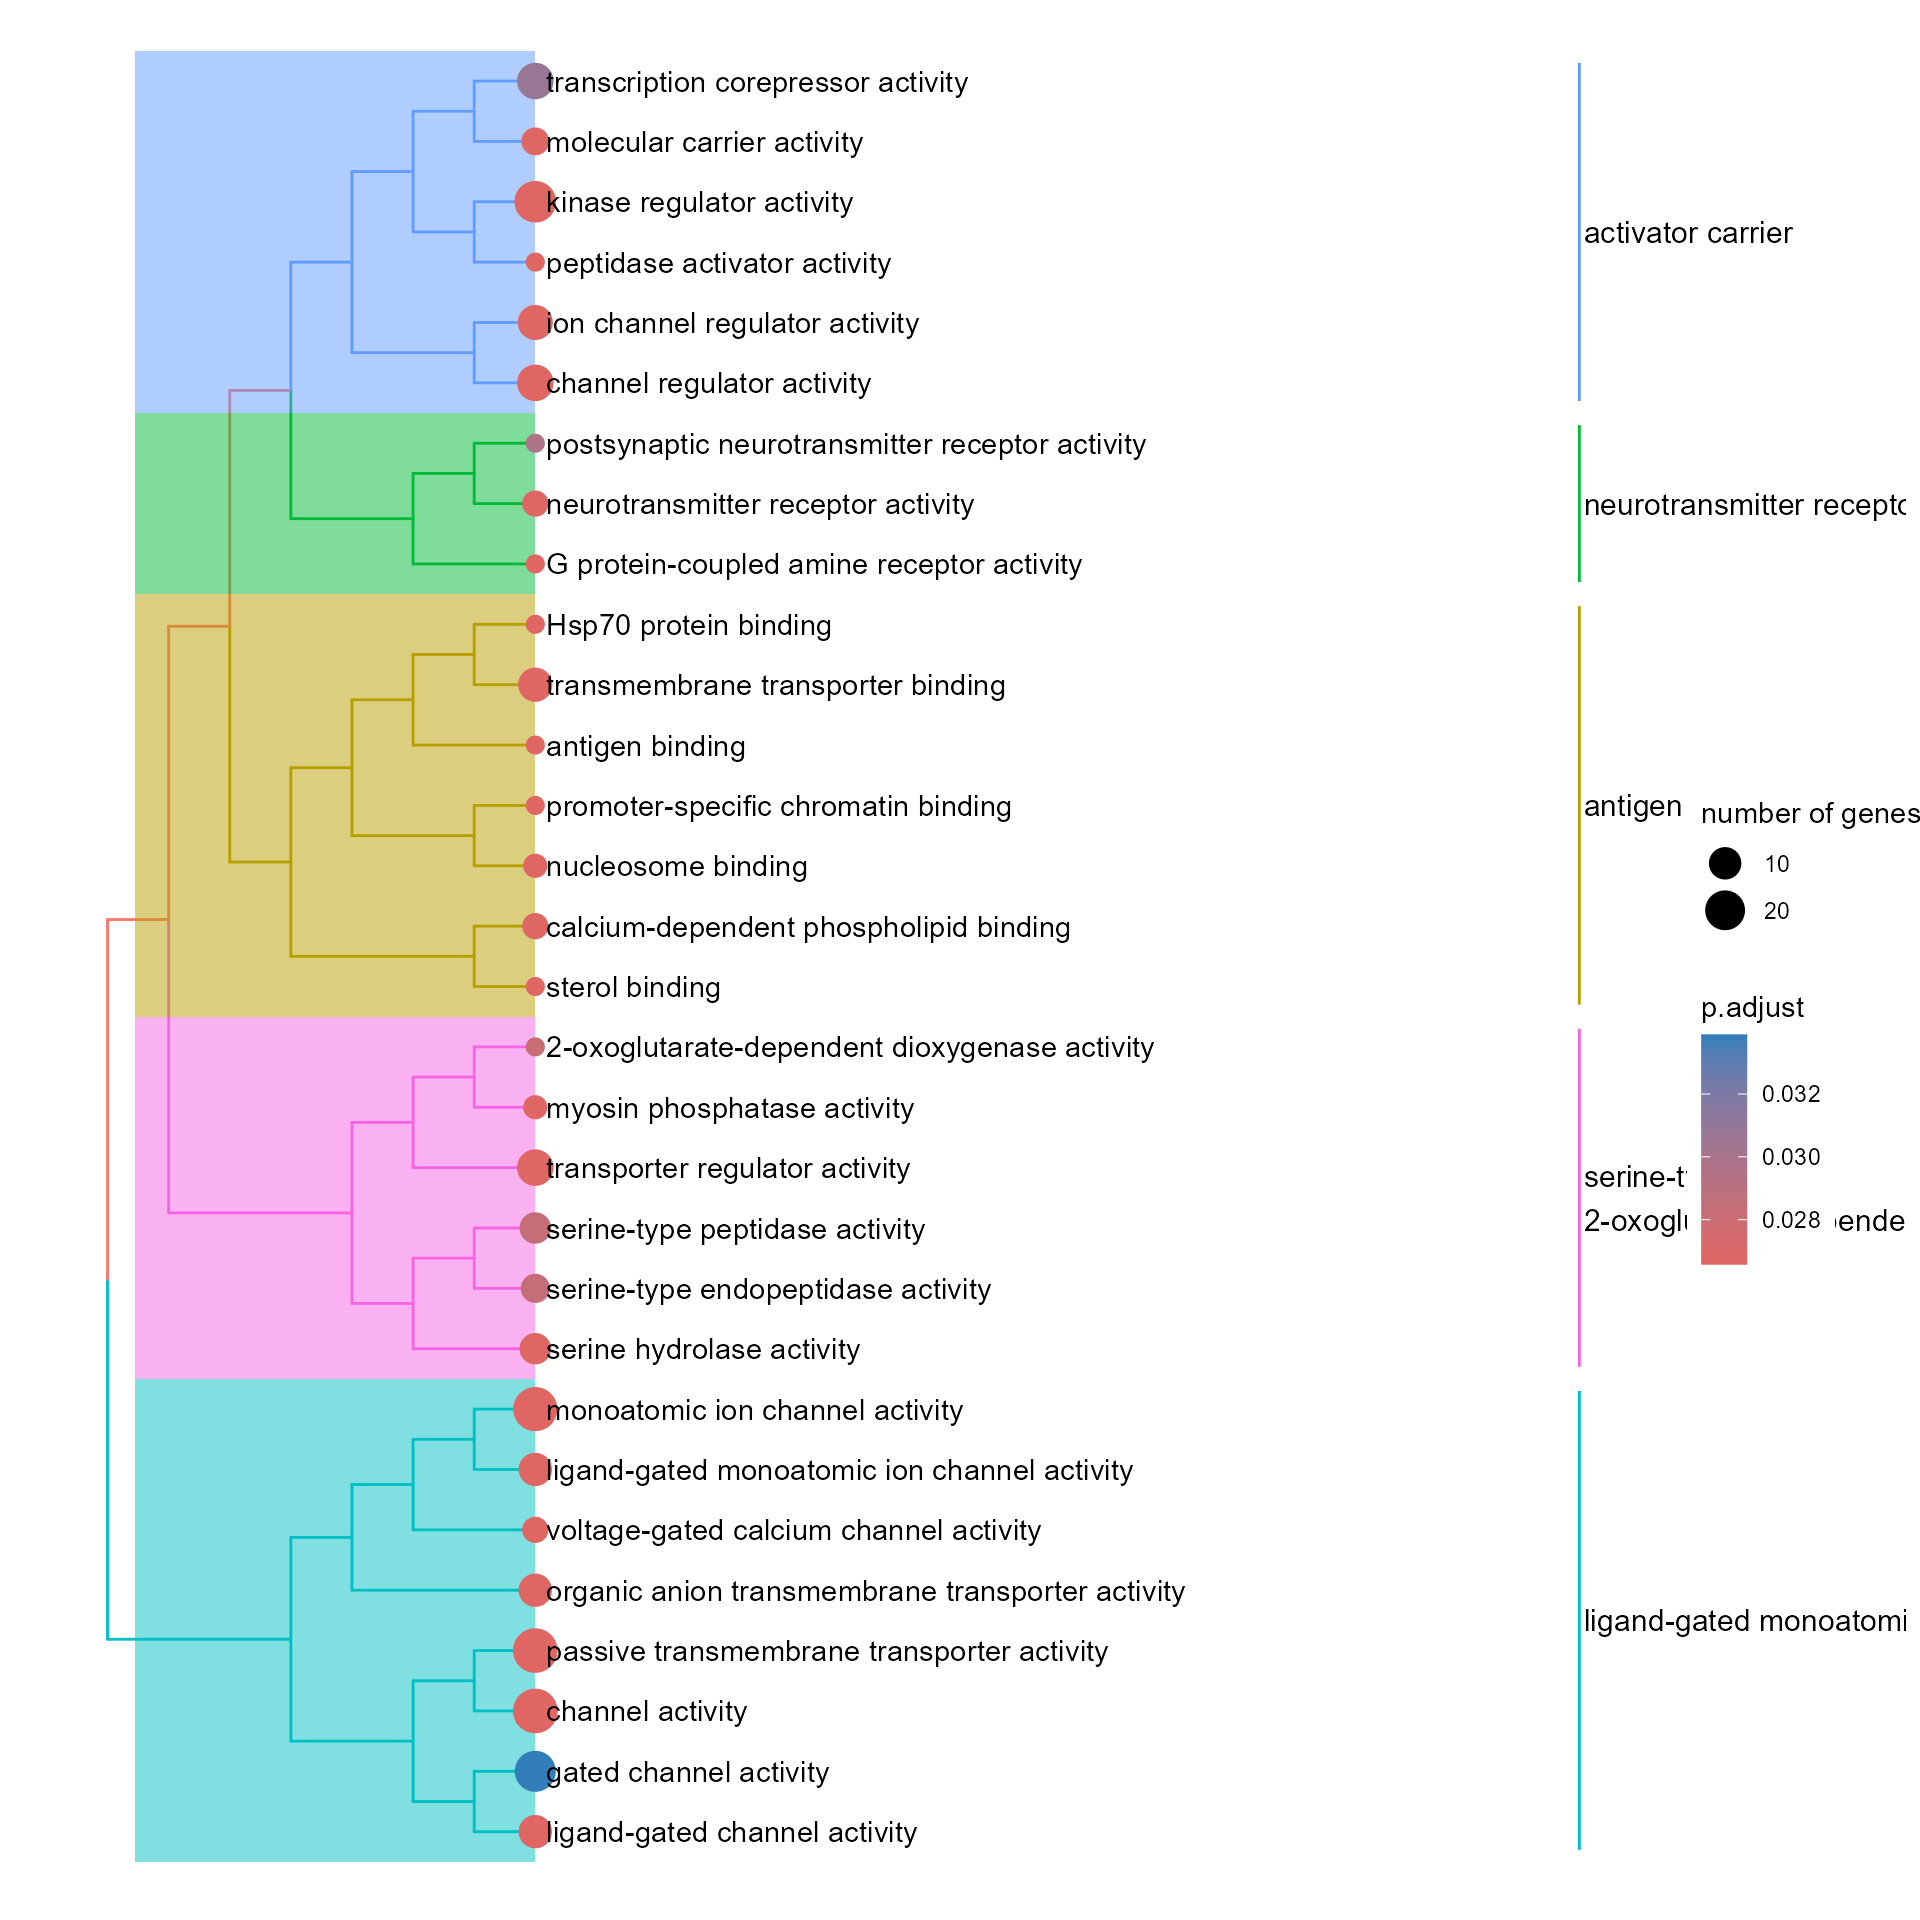 transcription corepressor activity
molecular carrier activity
kinase regulator activity
peptidase activator activity
ion channel regulator activity
channel regulator activity
postsynaptic neurotransmitter receptor activity
neurotransmitter receptor activity
G protein-coupled amine receptor activity
Hsp70 protein binding
transmembrane transporter binding
antigen binding
promoter-specific chromatin binding
nucleosome binding
calcium-dependent phospholipid binding
sterol binding
2-oxoglutarate-dependent dioxygenase activity
myosin phosphatase activity
transporter regulator activity
serine-type peptidase activity
serine-type endopeptidase activity
serine hydrolase activity
monoatomic ion channel activity
ligand-gated monoatomic ion channel activity
voltage-gated calcium channel activity
organic anion transmembrane transporter activity
passive transmembrane transporter activity
channel activity
gated channel activity
ligand-gated channel activity
activator carrier
neurotransmitter
antigen
ligand-gated
number of genes
10
20
p.adjust
0.032
0.030
0.028